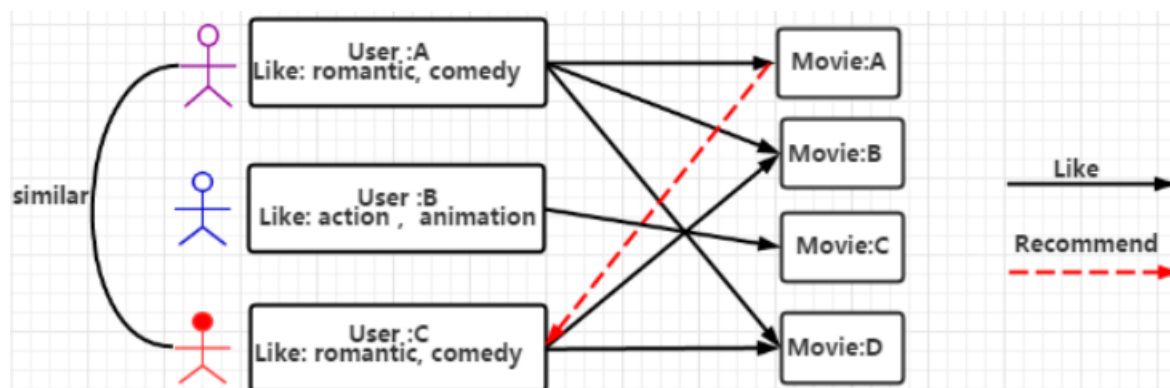 User :A
Like: romantic, comedy
Movie:A
Movie:B
Like
similar
User :B
Like: action , animation
Movie:C
Recommend
User :C
Like: romantic, comedy
Movie:D